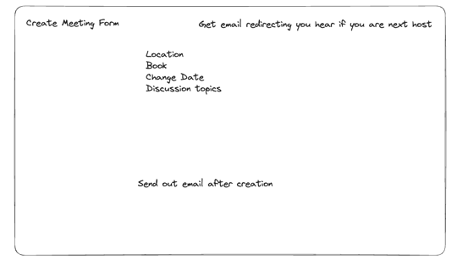 Create Meeting Form
Get email redirecting you hear if you are next host
Location
Book
Change Date
Discussion topics
Send out email after creation